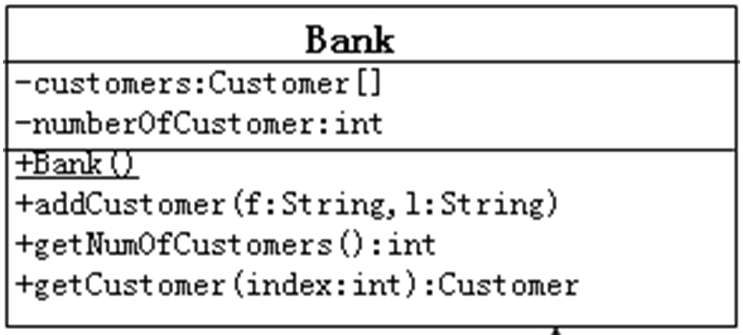 Bank
-customers:Customer[]
-numberOfCustomer:int
+Bank()
+addCustomer(f:String,l:String)
+getNumOfCustomers():int
+getCustomer(index:int):Customer